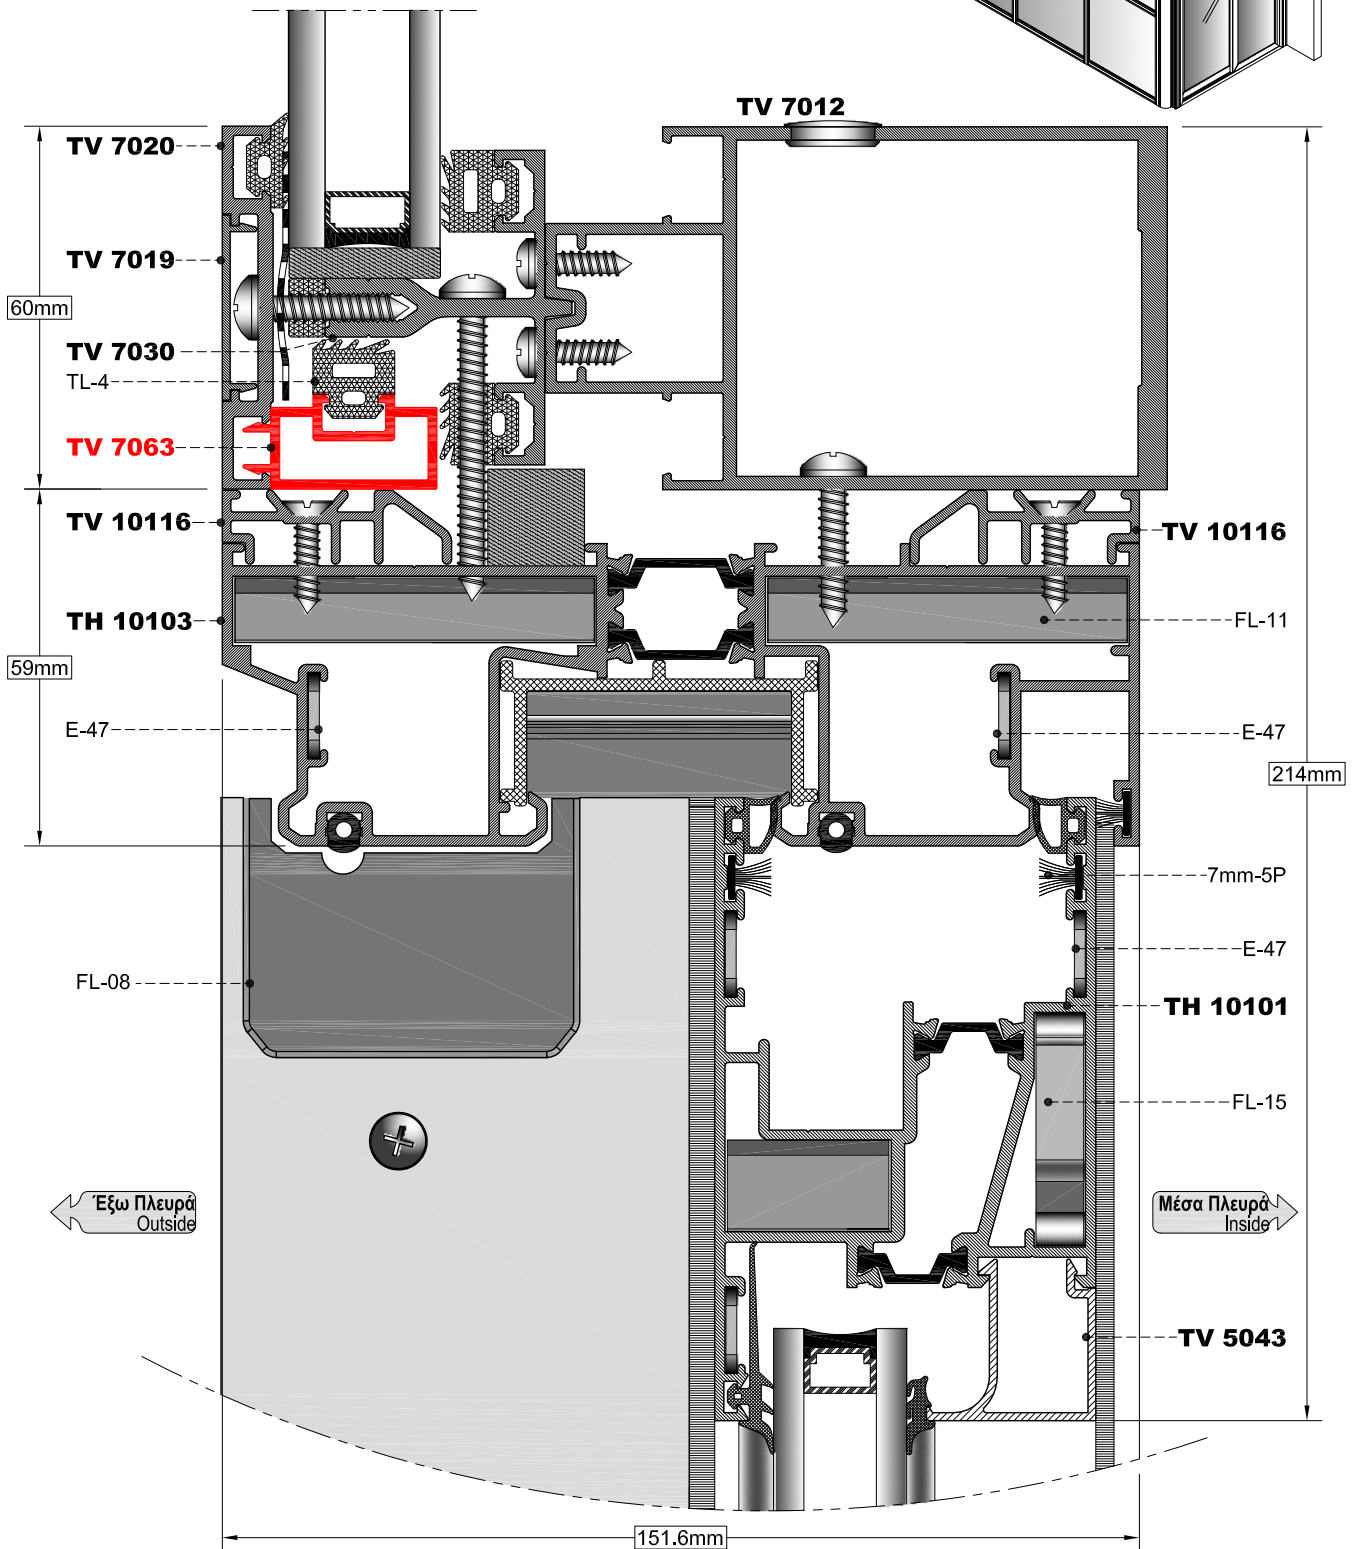 TV 7012
TV 7020
TV 7019
60mm
TV 7030
TL-4
TV 7063
TV 10116
TV 10116
TH 10103
FL-11
59mm
E-47
E-47
214mm
7mm-5P
E-47
FL-08
TH 10101
FL-15
Έξω Πλευρά
Outside
Μέσα Πλευρά
Inside
TV 5043
151.6mm